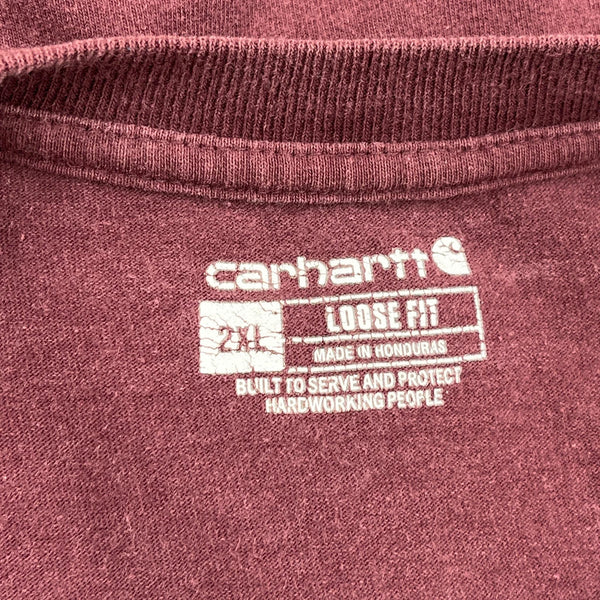 carhartt
2XL
LOOSE FIT
MADE IN HONDURAS
BUILT TO SERVE AND PROTECT
HARDWORKING PEOPLE